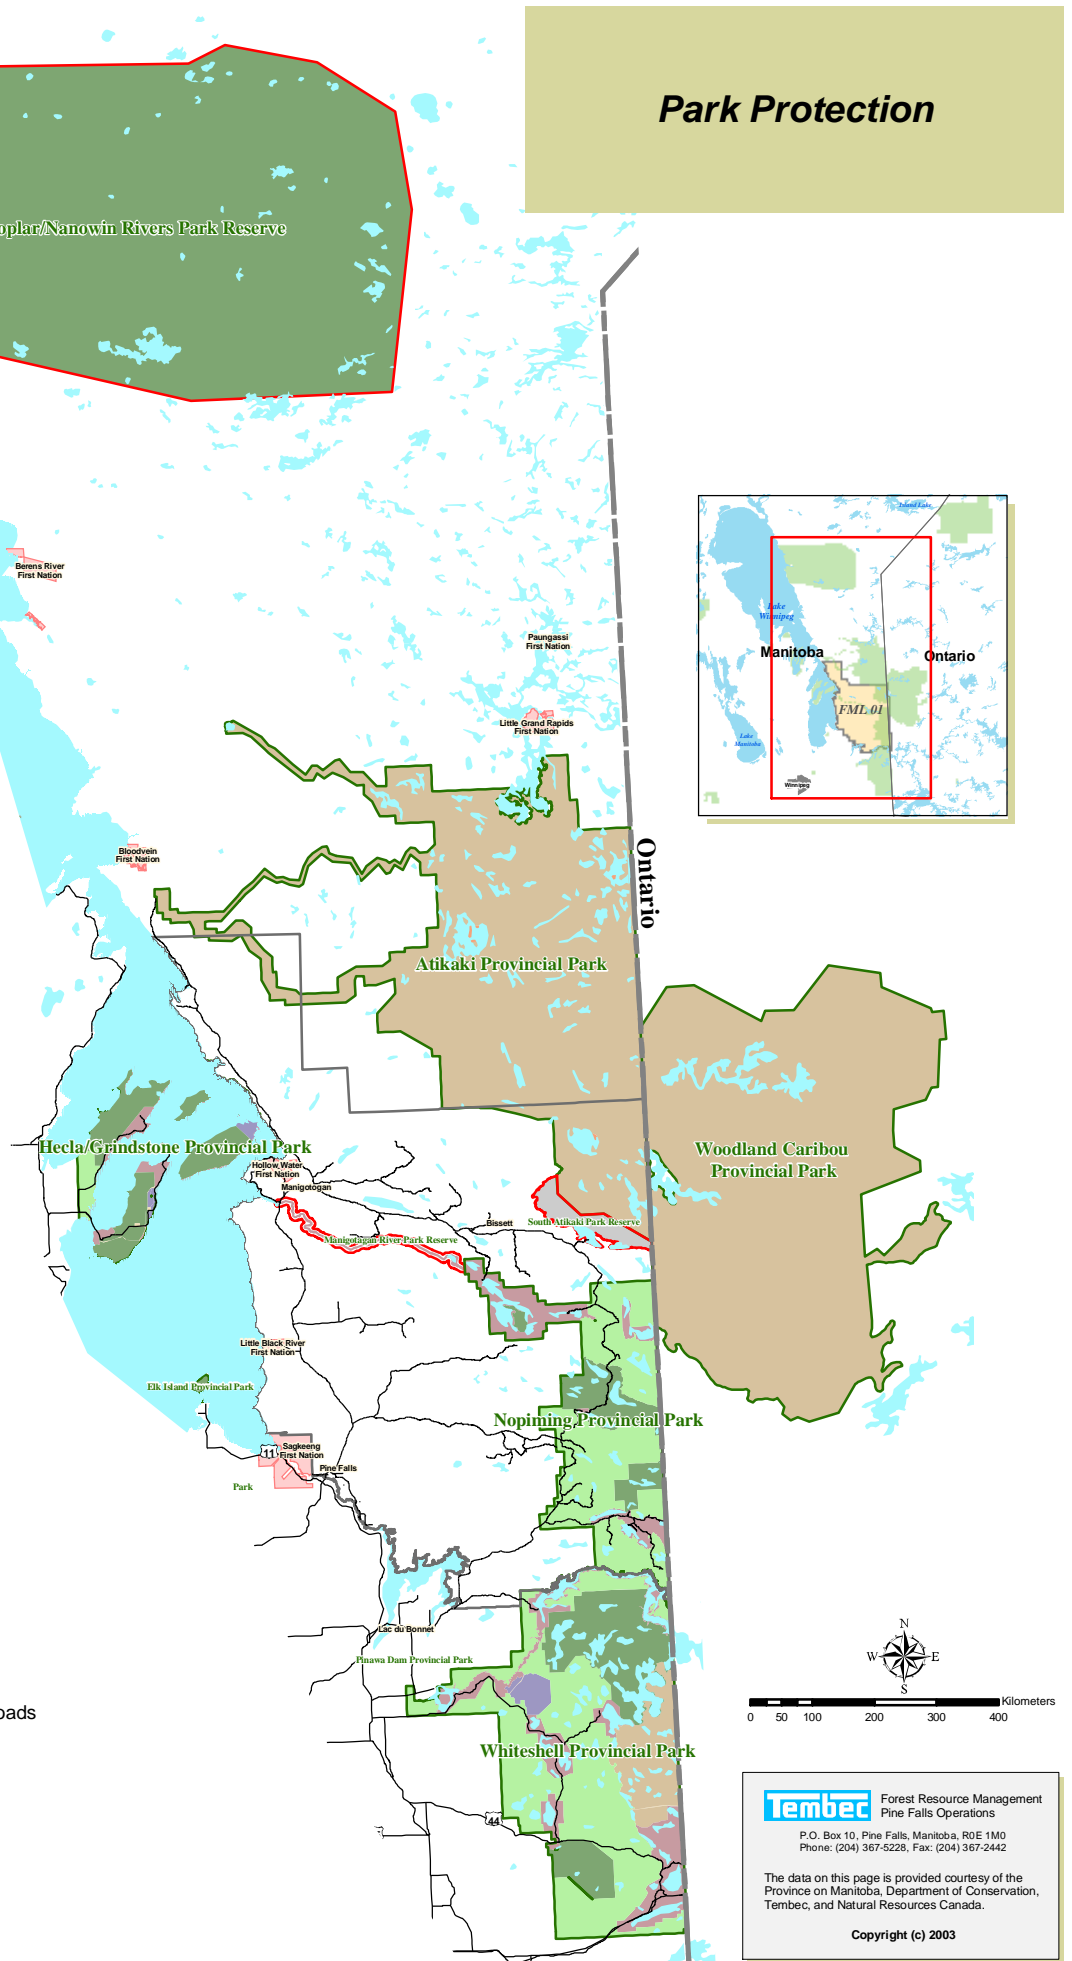 Park Protection
oplar/Nanowin Rivers Park Reserve
Island Lake
Lake
Winnipeg
Manitoba
Ontario
FML 01
Lake
Manitoba
Winnipeg
Berens River
First Nation
Paungassi
First Nation
Little Grand Rapids
First Nation
Bloodvein
First Nation
Ontario
Atikaki Provincial Park
Hecla/Grindstone Provincial Park
Woodland Caribou
Provincial Park
Hollow Water
First Nation
Manigotogan
Bissett
South Atikaki Park Reserve
Manigotagan River Park Reserve
Little Black River
First Nation
Elk Island Provincial Park
Nopiming Provincial Park
11
Sagkeeng
First Nation
Pine Falls
Park
Lac du Bonnet
Pinawa Dam Provincial Park
N
W
E
S
oads
Kilometers
0 50 100 200 300 400
Whiteshell Provincial Park
44
Tembec
Forest Resource Management
Pine Falls Operations
P.O. Box 10, Pine Falls, Manitoba, R0E 1M0
Phone: (204) 367-5228, Fax: (204) 367-2442
The data on this page is provided courtesy of the
Province on Manitoba, Department of Conservation,
Tembec, and Natural Resources Canada.
Copyright (c) 2003